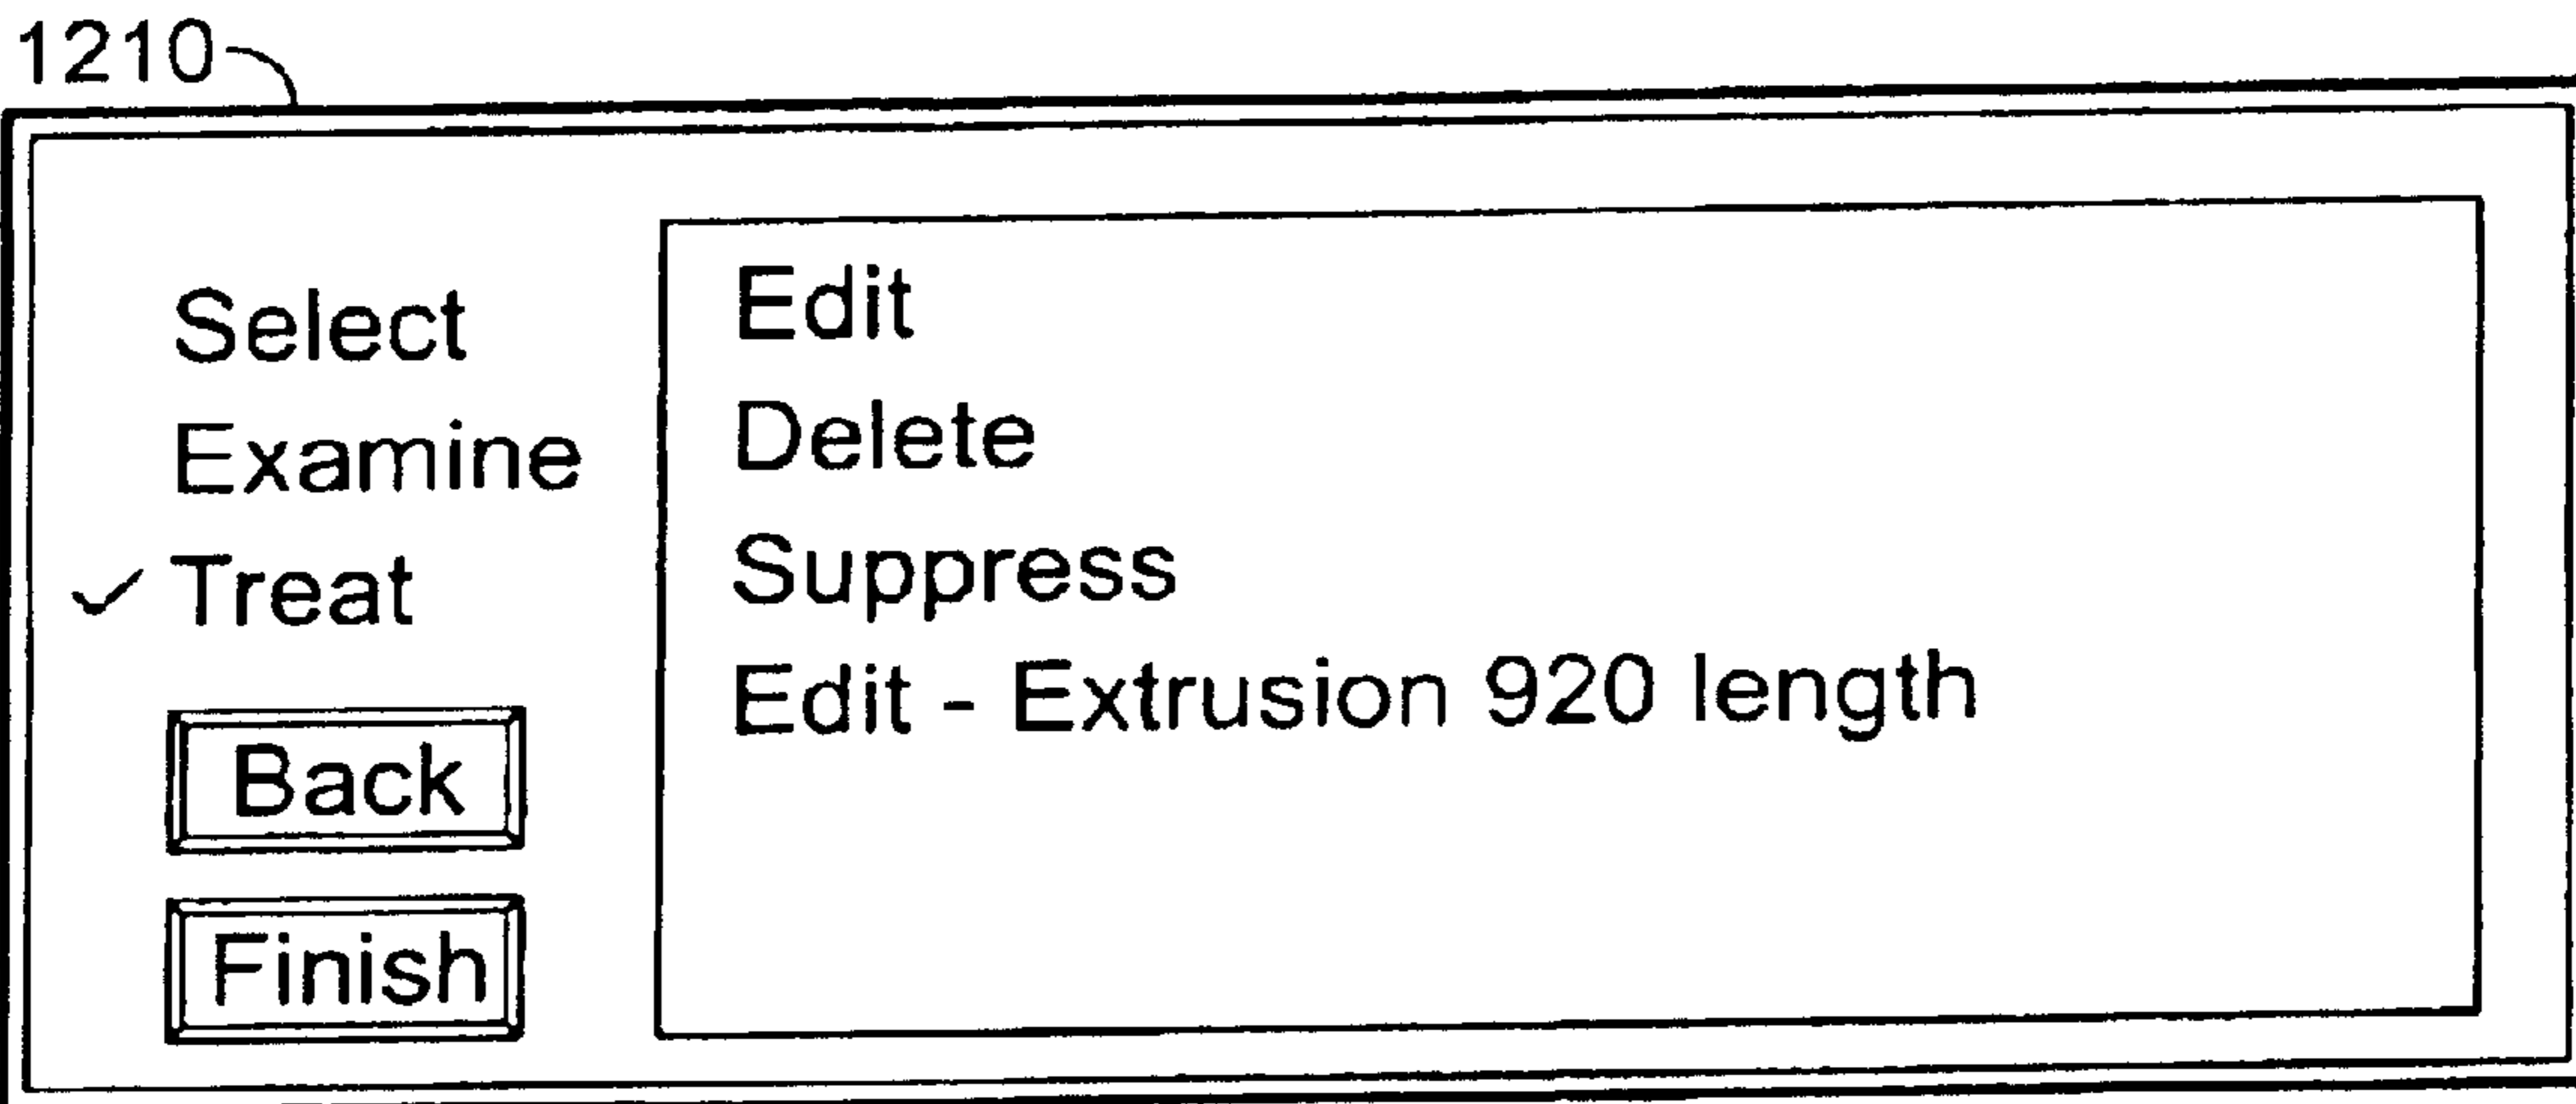 1210
Select
Examine
✓ Treat
Back
Finish
Edit
Delete
Suppress
Edit - Extrusion 920 length